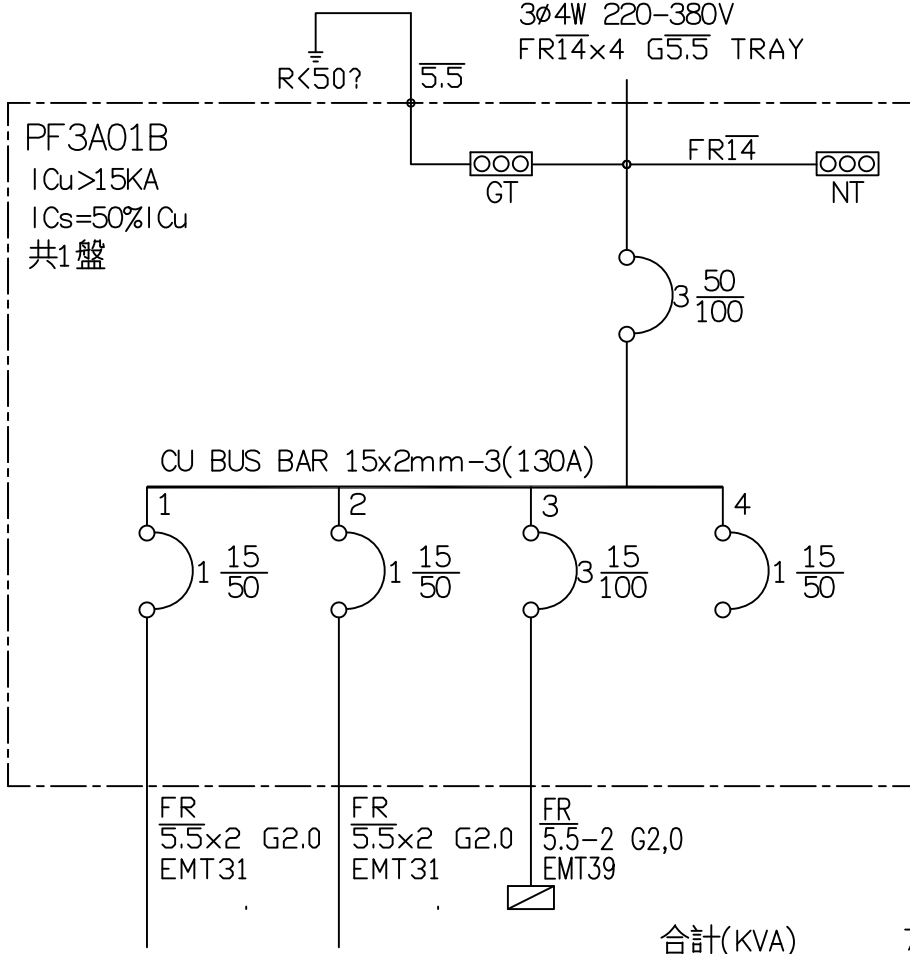 3ø4W 220-380V
FR14x4 G5.5 TRAY
R<50?
5.5
PF3A01B
ICu>15KA
ICs=50%ICu
共1盤
GT
FR14
NT
3 50/100
CU BUS BAR 15x2mm-3(130A)
1
2
3
4
1 15/50
1 15/50
3 15/100
1 15/50
FR
5.5x2 G2.0
EMT31
FR
5.5x2 G2.0
EMT31
FR
5.5-2 G2,0
EMT39
合計(KVA)